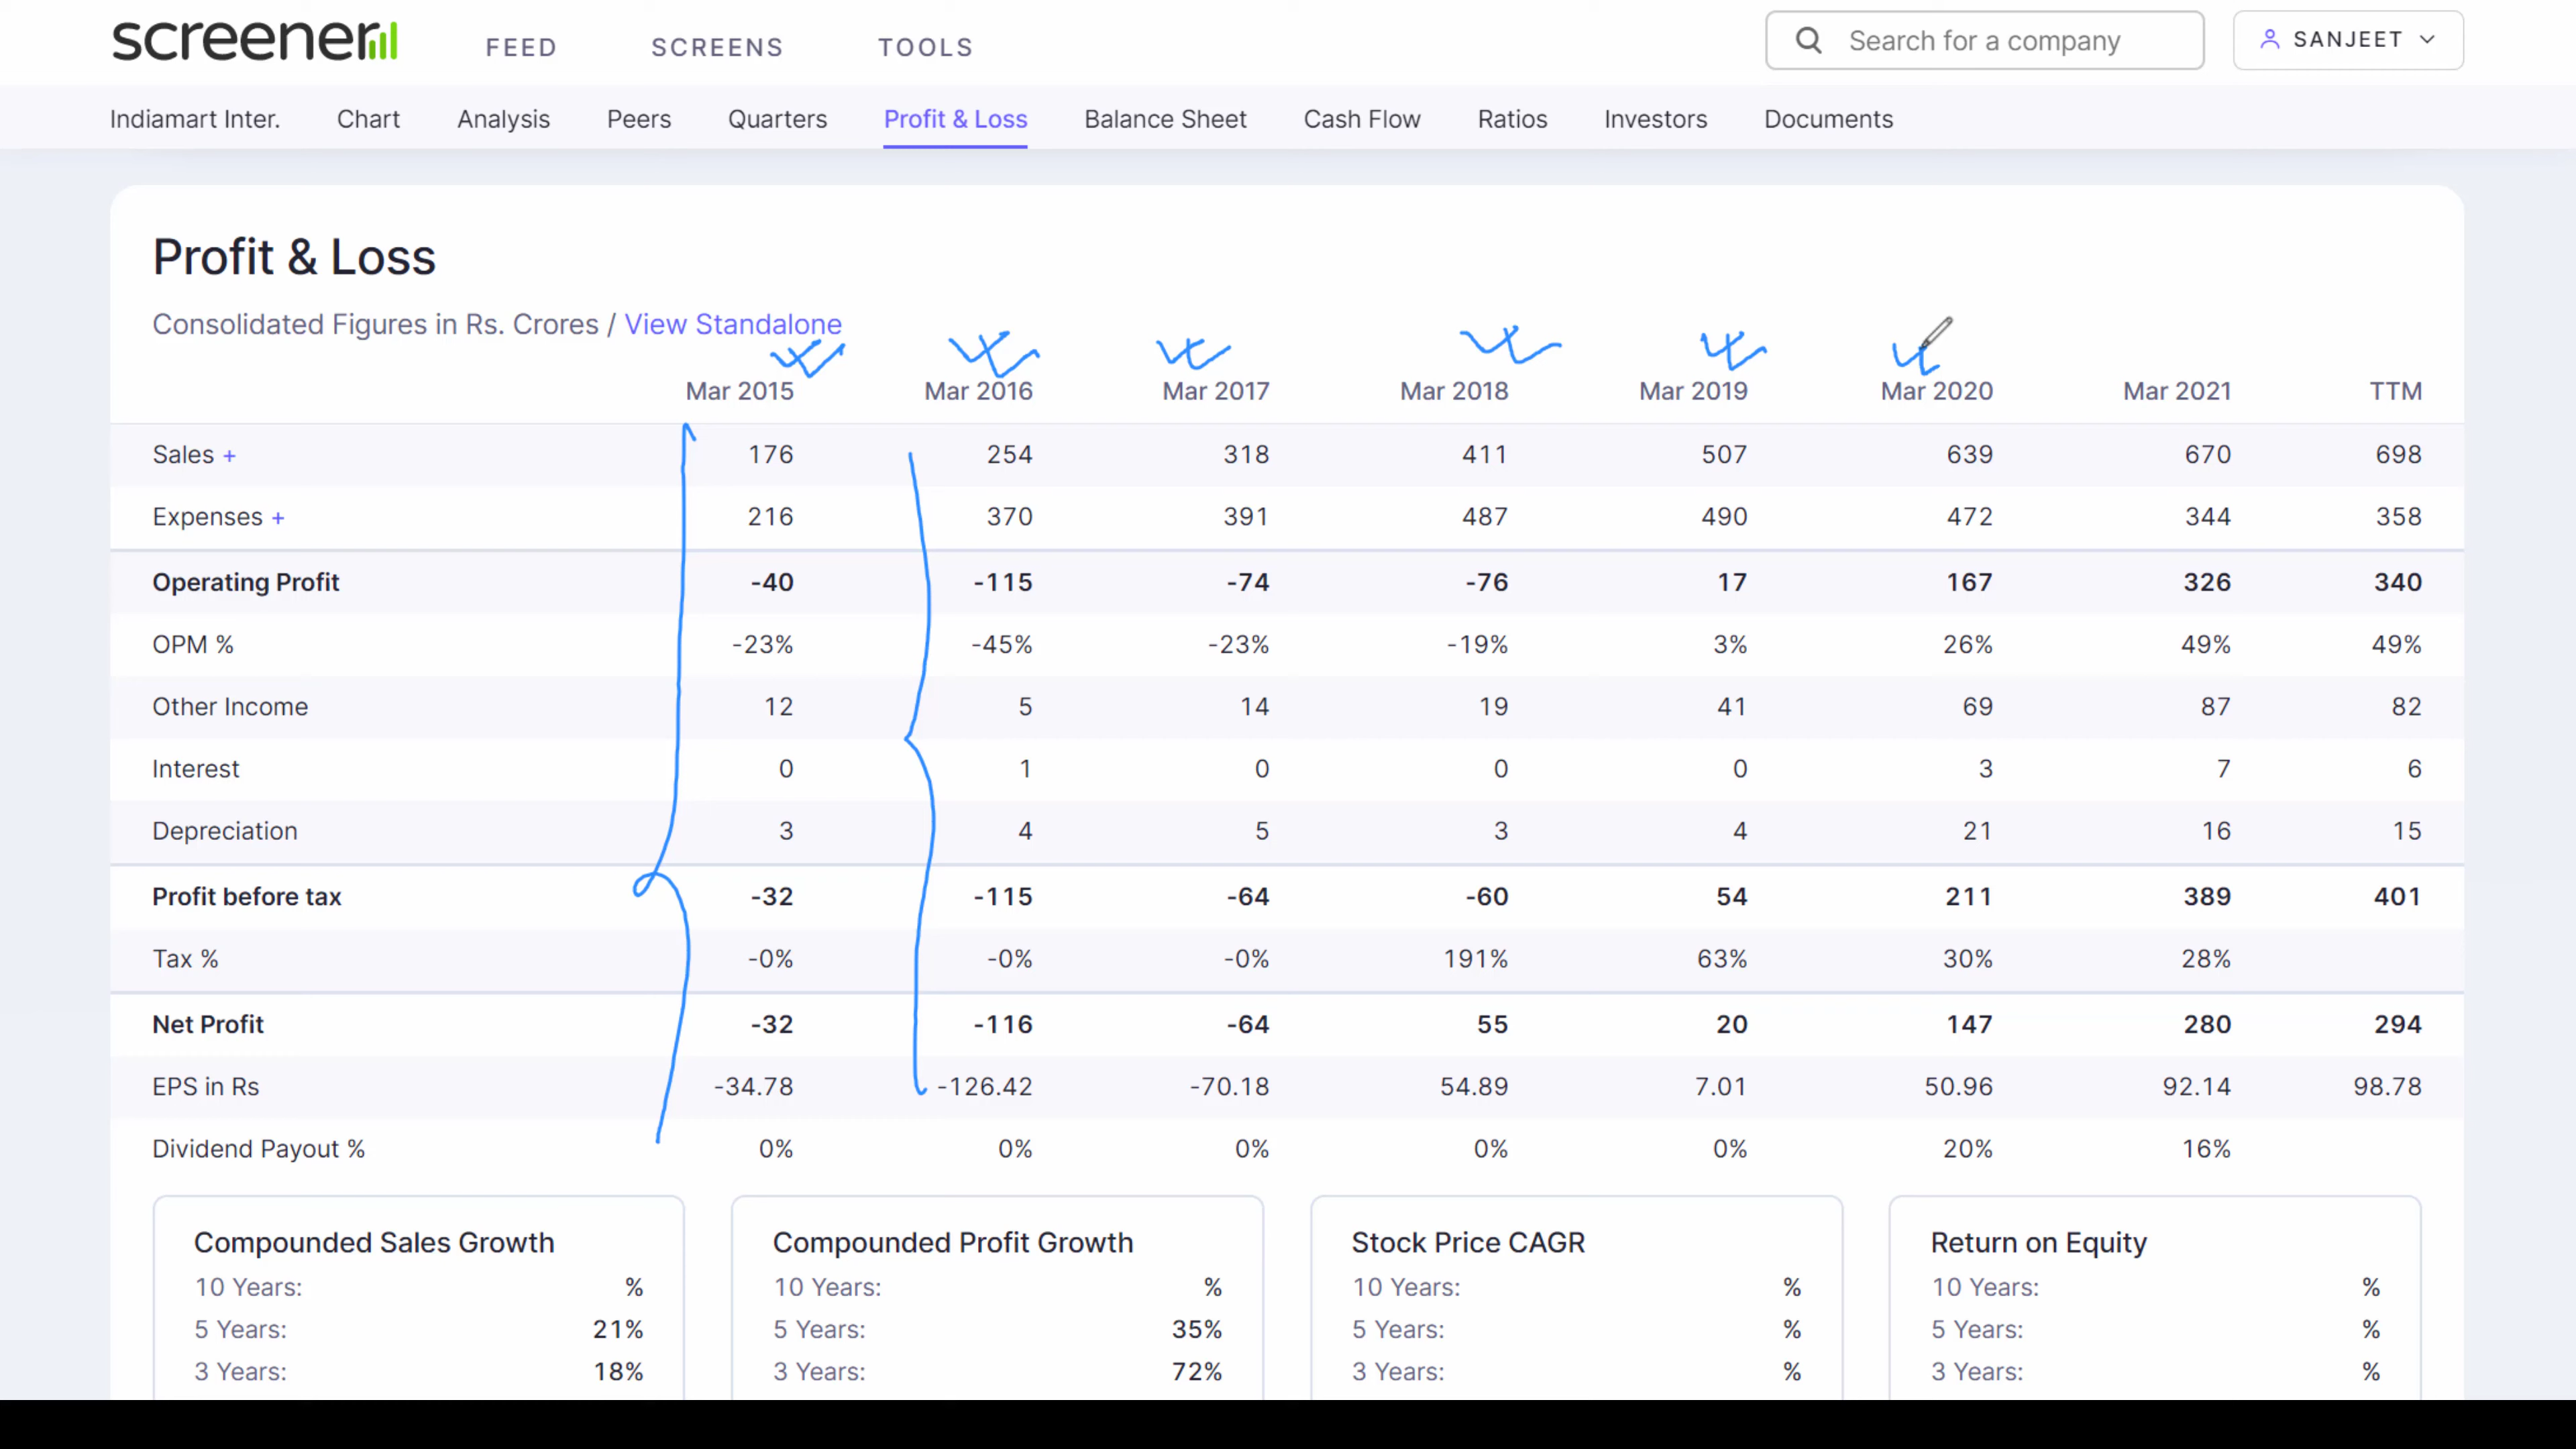 screener FEED SCREENS TOOLS Search for a company SANJEET
Indiamart Inter. Chart Analysis Peers Quarters Profit & Loss Balance Sheet Cash Flow Ratios Investors Documents
Profit & Loss
Consolidated Figures in Rs. Crores / View Standalone
Mar 2015 Mar 2016 Mar 2017 Mar 2018 Mar 2019 Mar 2020 Mar 2021 TTM
Sales + 176 254 318 411 507 639 670 698
Expenses + 216 370 391 487 490 472 344 358
Operating Profit -40 -115 -74 -76 17 167 326 340
OPM % -23% -45% -23% -19% 3% 26% 49% 49%
Other Income 12 5 14 19 41 69 87 82
Interest 0 1 0 0 0 3 7 6
Depreciation 3 4 5 3 4 21 16 15
Profit before tax -32 -115 -64 -60 54 211 389 401
Tax % -0% -0% -0% 191% 63% 30% 28%
Net Profit -32 -116 -64 55 20 147 280 294
EPS in Rs -34.78 -126.42 -70.18 54.89 7.01 50.96 92.14 98.78
Dividend Payout % 0% 0% 0% 0% 0% 20% 16%
Compounded Sales Growth Compounded Profit Growth Stock Price CAGR Return on Equity
10 Years: % 10 Years: % 10 Years: % 10 Years: %
5 Years: 21% 5 Years: 35% 5 Years: % 5 Years: %
3 Years: 18% 3 Years: 72% 3 Years: % 3 Years: %